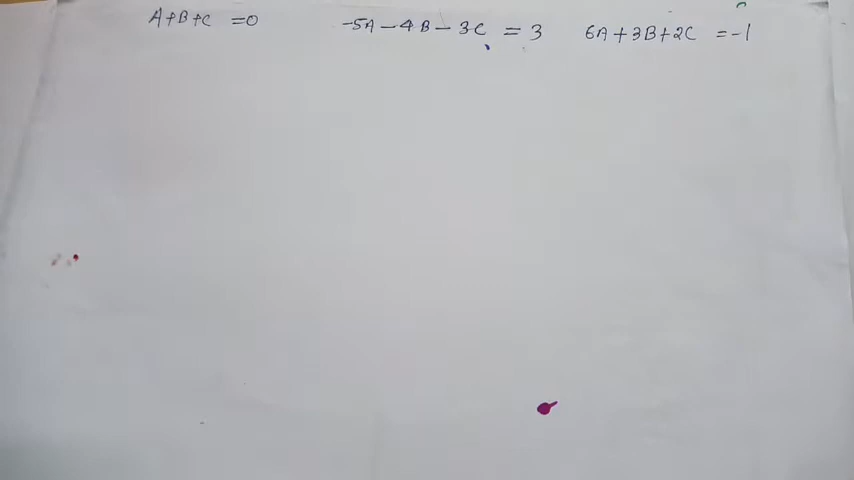 A+B+C = 0 -5A - 4B - 3C = 3 6A + 3B + 2C = -1